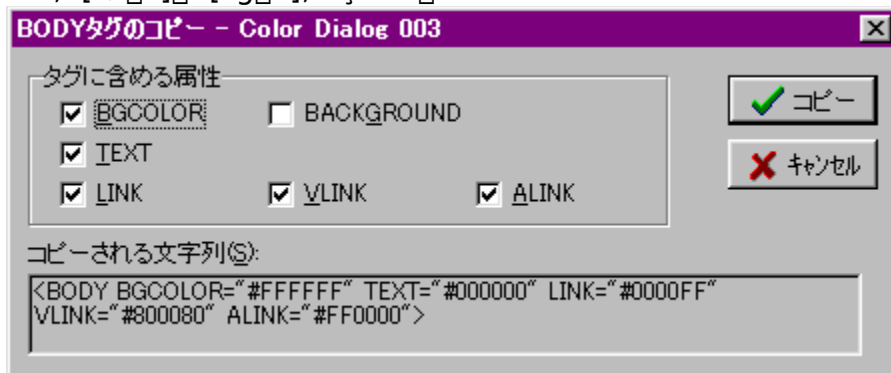 BODYタグのコピー - Color Dialog 003
タグに含める属性
BGCOLOR BACKGROUND
TEXT
LINK VLINK ALINK
コピー
キャンセル
コピーされる文字列(S):
<BODY BGCOLOR="#FFFFFF" TEXT="#000000" LINK="#0000FF"
VLINK="#800080" ALINK="#FF0000">